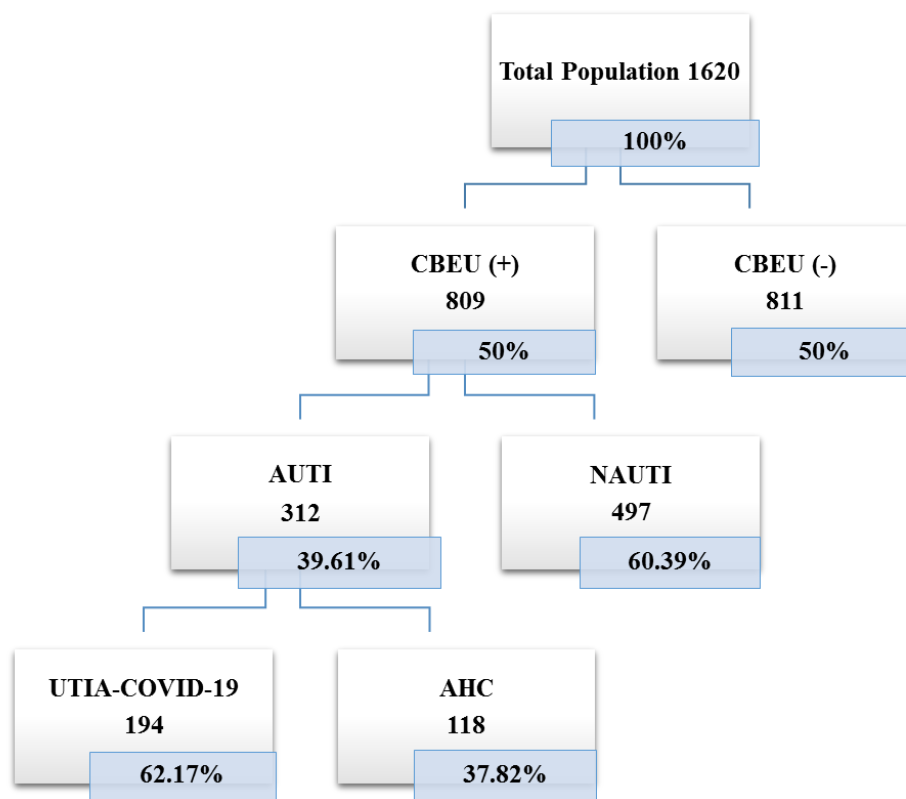 Total Population 1620
100%
CBEU (+)
809
50%
CBEU (-)
811
50%
AUTI
312
39.61%
NAUTI
497
60.39%
UTIA-COVID-19
194
62.17%
AHC
118
37.82%